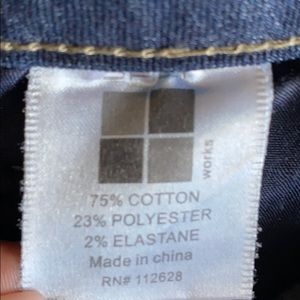 works
75% COTTON
23% POLYESTER
2% ELASTANE
Made in china
RN# 112628